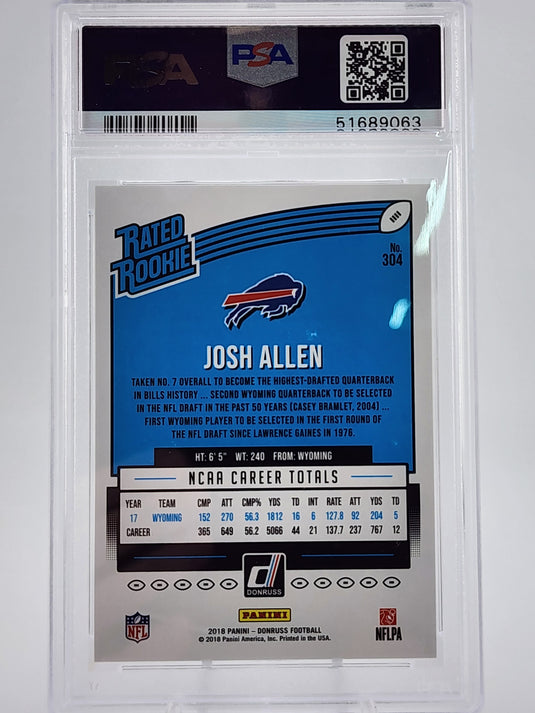 PSA
PSA
51689063
RATED
ROOKIE
No.
304
JOSH ALLEN
TAKEN NO. 7 OVERALL TO BECOME THE HIGHEST-DRAFTED QUARTERBACK
IN BILLS HISTORY ... SECOND WYOMING QUARTERBACK TO BE SELECTED
IN THE NFL DRAFT IN THE PAST 50 YEARS (CASEY BRAMLET, 2004) ...
FIRST WYOMING PLAYER TO BE SELECTED IN THE FIRST ROUND OF
THE NFL DRAFT SINCE LAWRENCE GAINES IN 1976.
HT: 6' 5" WT: 240 FROM: WYOMING
NCAA CAREER TOTALS
YEAR TEAM CMP ATT CMP% YDS TD INT RATE ATT YDS TD
17 WYOMING 152 270 56.3 1812 16 6 127.8 92 204 5
CAREER 365 649 56.2 5066 44 21 137.7 237 767 12
DONRUSS
PANINI
NFL
NFLPA
2018 PANINI - DONRUSS FOOTBALL
© 2018 Panini America, Inc. Printed in the USA.